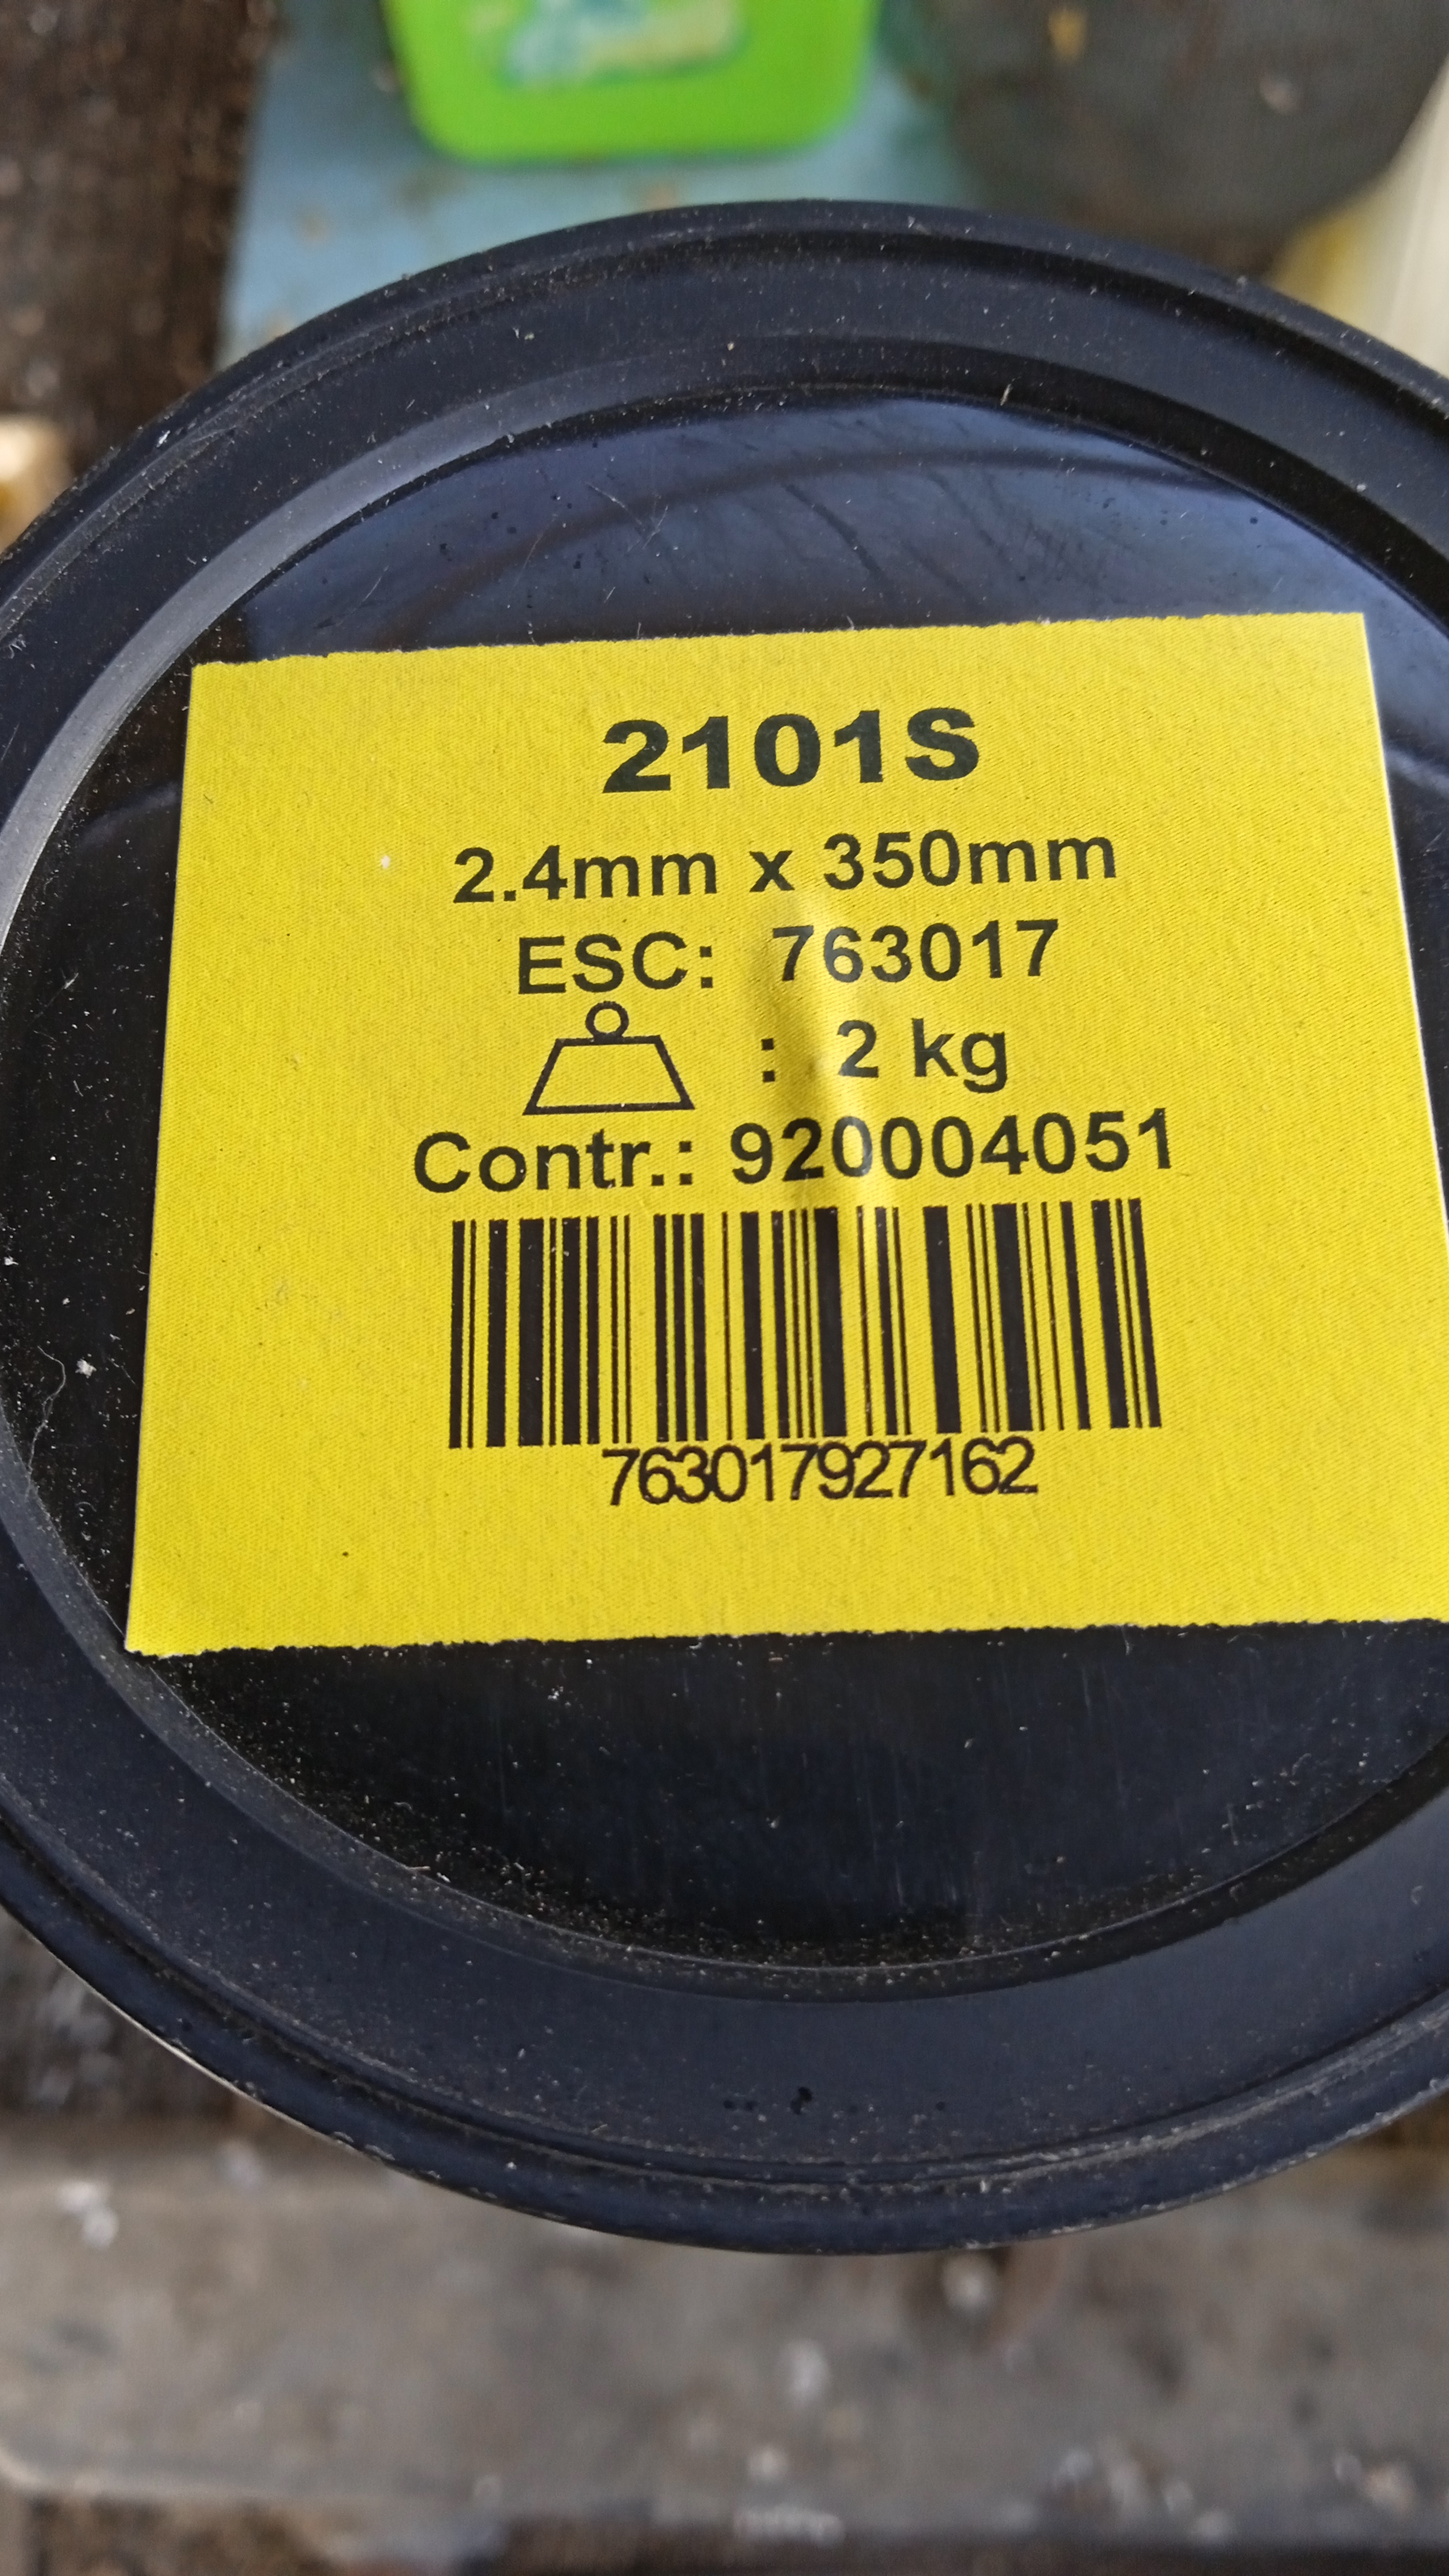 2101S
2.4mm x 350mm
ESC: 763017
: 2 kg
Contr.: 920004051
763017927162